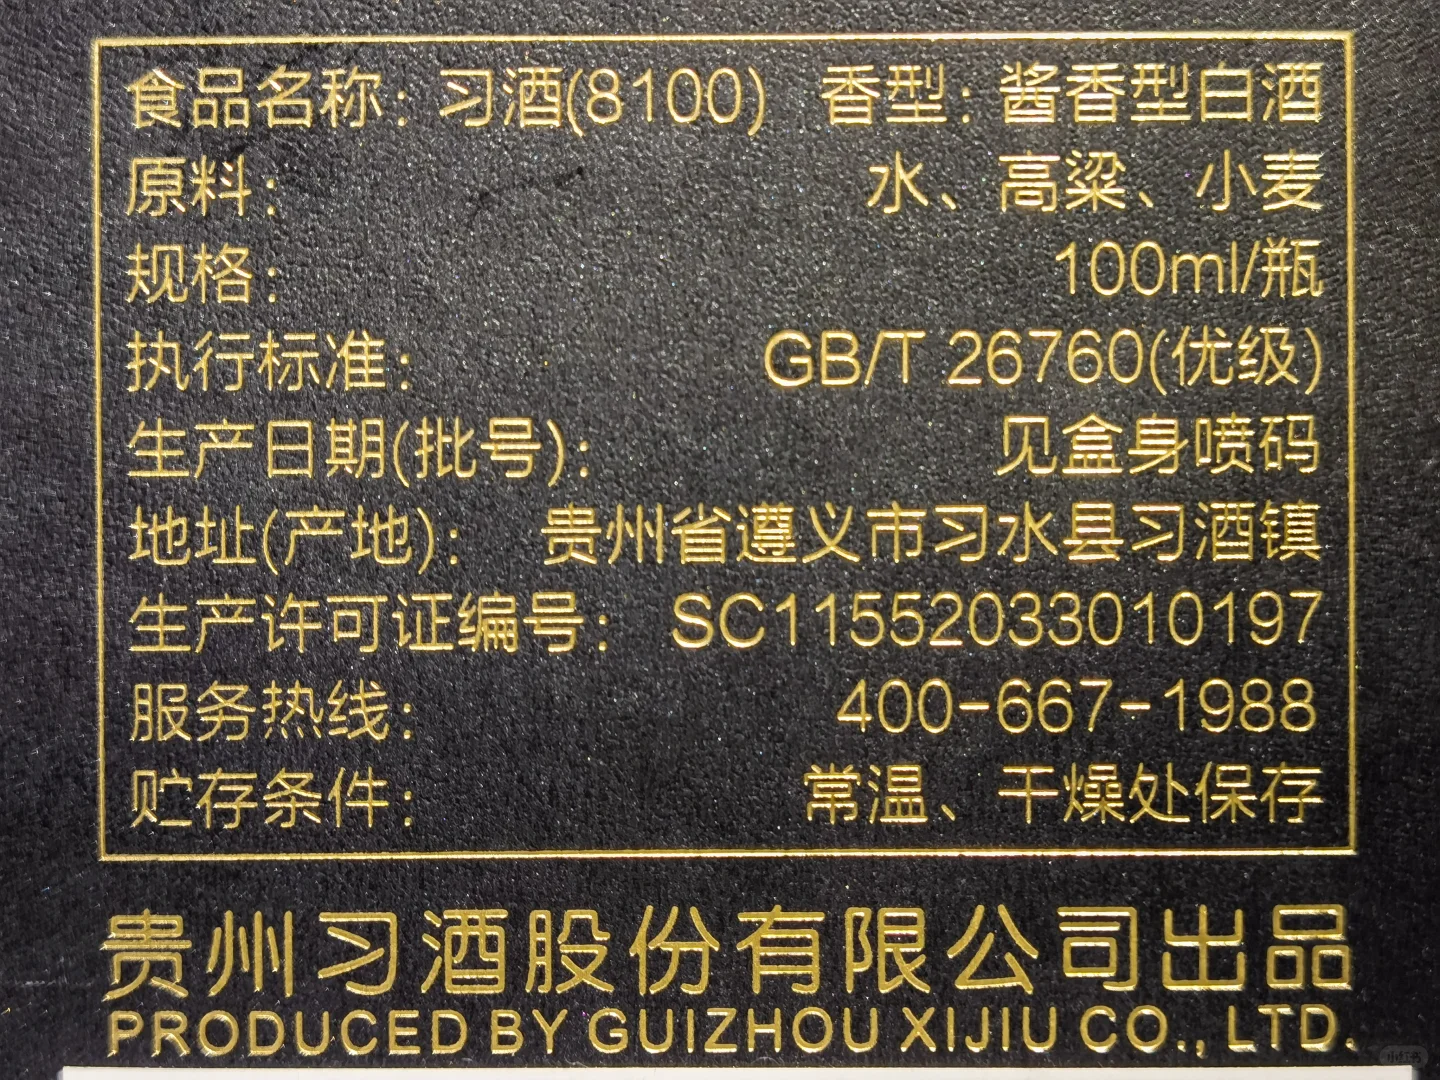 食品名称：习酒(8100) 香型：酱香型白酒
原料：水、高粱、小麦
规格：100ml/瓶
执行标准：GB/T 26760(优级)
生产日期(批号)：见盒身喷码
地址(产地)：贵州省遵义市习水县习酒镇
生产许可证编号：SC11552033010197
服务热线：400-667-1988
贮存条件：常温、干燥处保存
贵州习酒股份有限公司出品
PRODUCED BY GUIZHOU XIJIU CO., LTD.
小红书